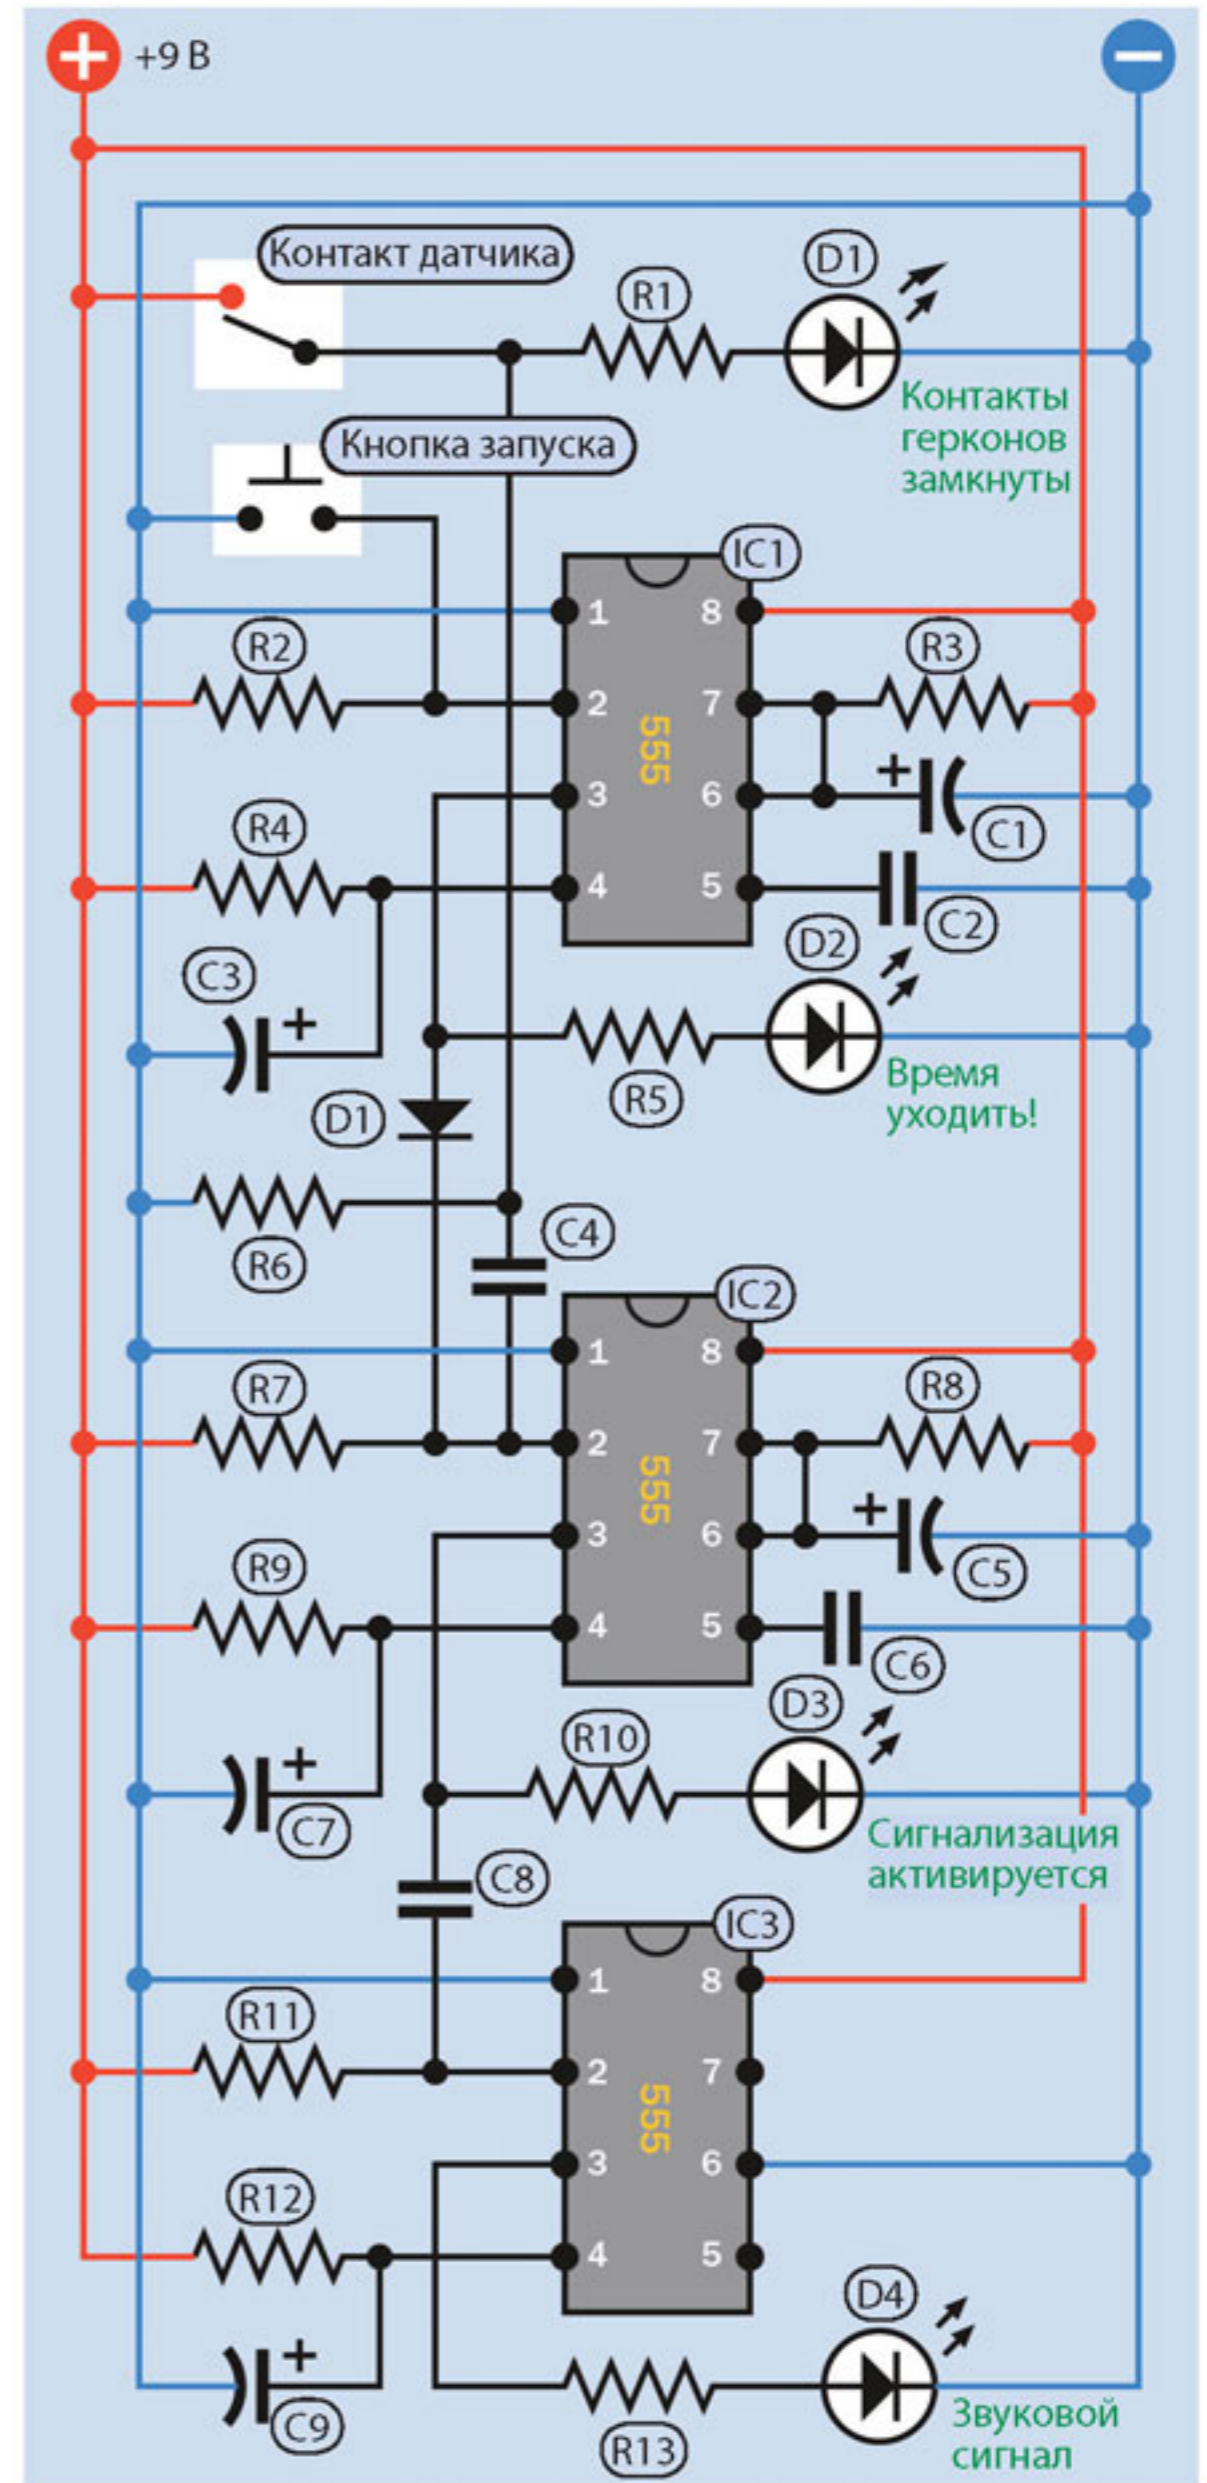 +9 В
Контакт датчика
D1
R1
Контакты
герконов
замкнуты
Кнопка запуска
IC1
1 8
R2
R3
2 7
555
3 6
+
R4
C1
4 5
C2
D2
C3
+
Время
уходить!
R5
D1
C4
R6
IC2
1 8
R7
R8
2 7
555
+
3 6
R9
C5
4 5
C6
D3
R10
+
C7
Сигнализация
активируется
C8
IC3
1 8
R11
2 7
555
3 6
R12
4 5
D4
+
C9
Звуковой
сигнал
R13